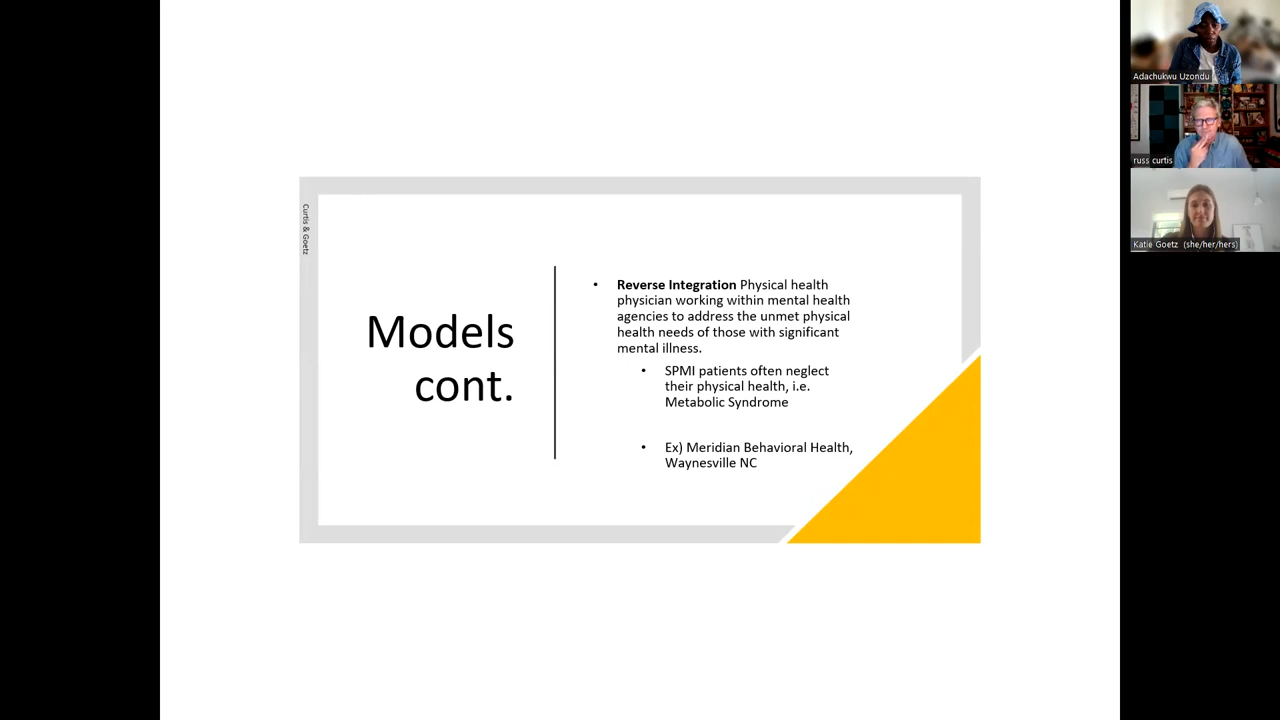 Curtis & Goetz
Models
cont.
• Reverse Integration Physical health
physician working within mental health
agencies to address the unmet physical
health needs of those with significant
mental illness.
• SPMI patients often neglect
their physical health, i.e.
Metabolic Syndrome
• Ex) Meridian Behavioral Health,
Waynesville NC
Adachukwu Uzondu
russ curtis
Katie Goetz (she/her/hers)